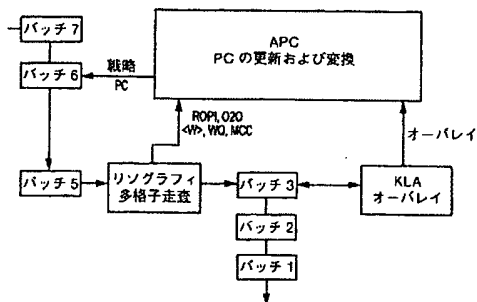 バッチ7
APC
PCの更新および変換
戦略
バッチ6
PC
ROPI, O2O
<W>, WQ, MCC
オーバレイ
バッチ5
リソグラフィ
多格子走査
バッチ3
KLA
オーバレイ
バッチ2
バッチ1